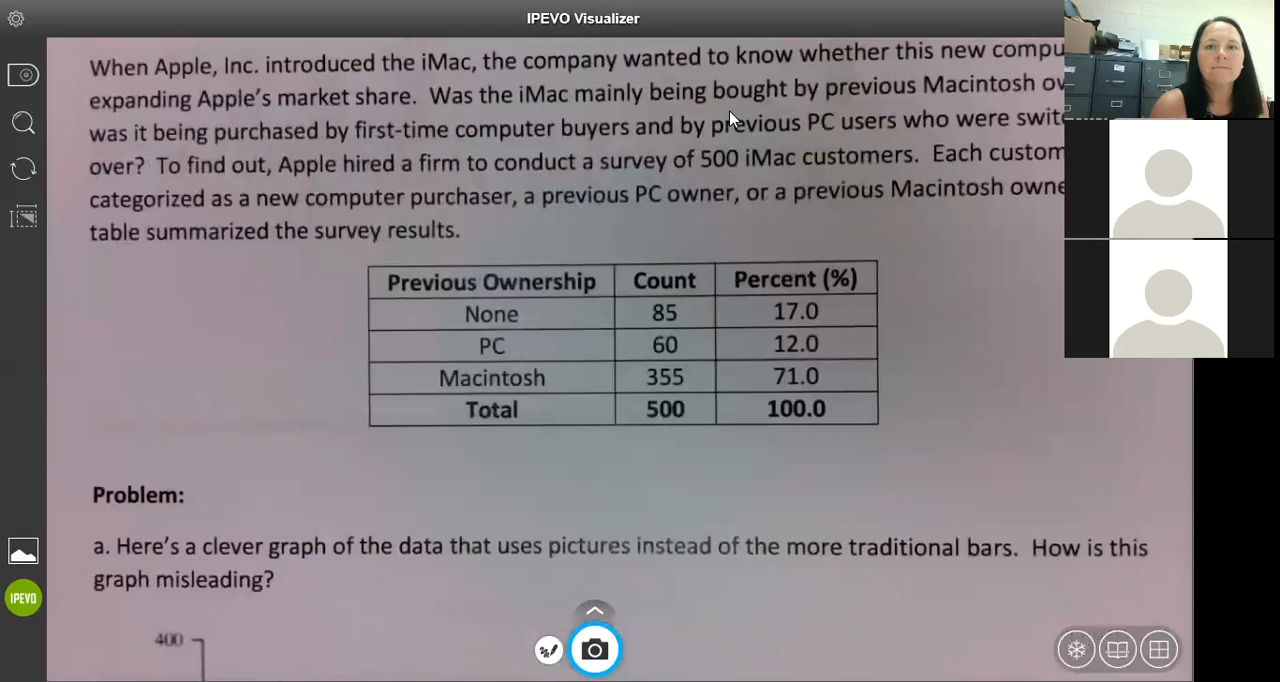 IPEVO Visualizer
When Apple, Inc. introduced the iMac, the company wanted to know whether this new compu
expanding Apple's market share. Was the iMac mainly being bought by previous Macintosh ow
was it being purchased by first-time computer buyers and by previous PC users who were swit
over? To find out, Apple hired a firm to conduct a survey of 500 iMac customers. Each custom
categorized as a new computer purchaser, a previous PC owner, or a previous Macintosh owne
table summarized the survey results.
Previous Ownership Count Percent (%)
None 85 17.0
PC 60 12.0
Macintosh 355 71.0
Total 500 100.0
Problem:
a. Here's a clever graph of the data that uses pictures instead of the more traditional bars. How is this
graph misleading?
400
IPEVO